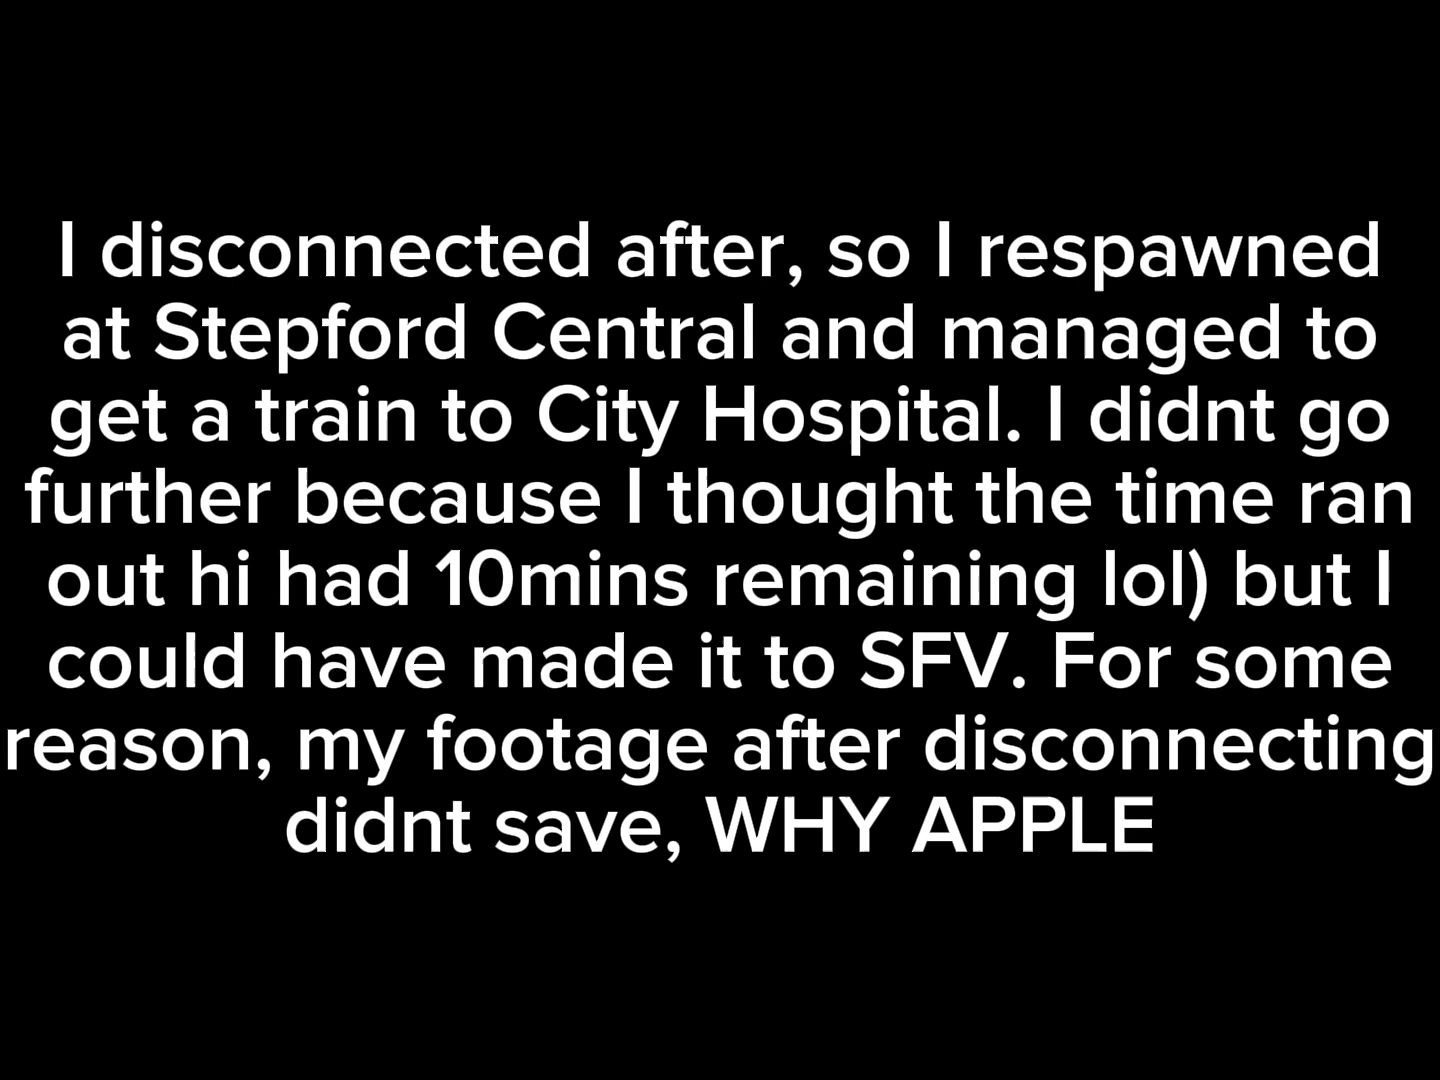 I disconnected after, so I respawned
at Stepford Central and managed to
get a train to City Hospital. I didnt go
further because I thought the time ran
out hi had 10mins remaining lol) but I
could have made it to SFV. For some
reason, my footage after disconnecting
didnt save, WHY APPLE